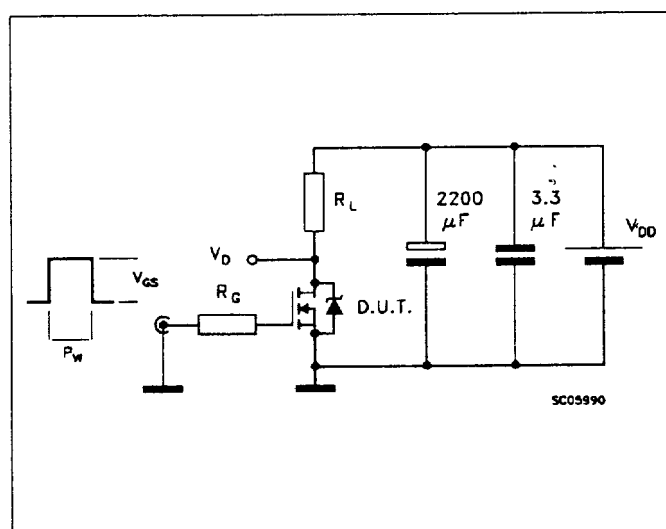 R_L
2200
μF
3.3
μF
V_DD
V_D
V_GS
R_G
D.U.T.
P_W
SC05990